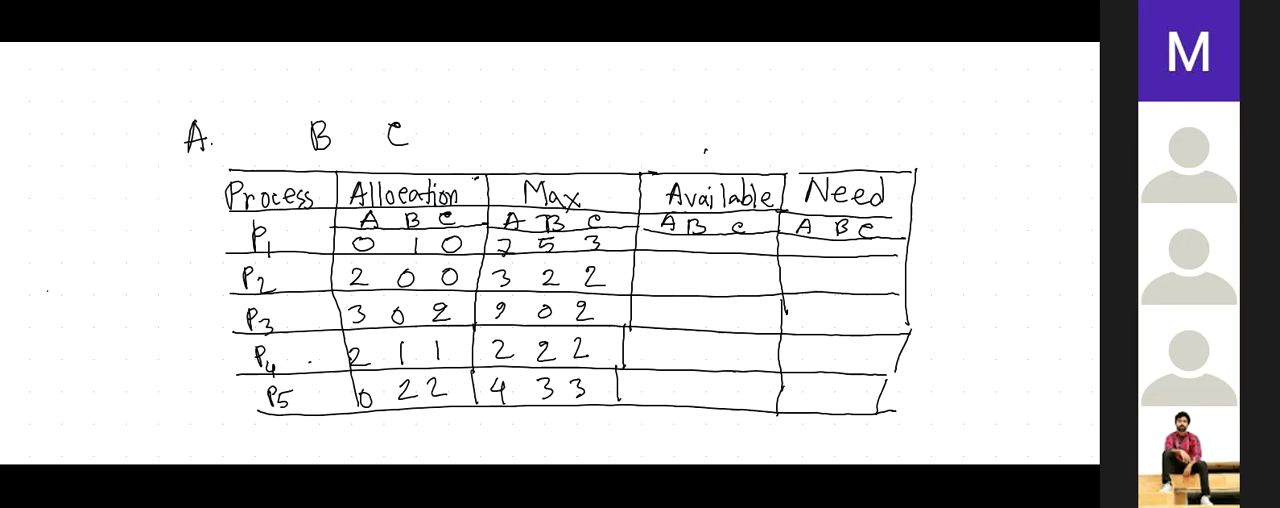 M
A. B C
Process Allocation Max Available Need
A B C A B C A B C A B C
P1 0 1 0 7 5 3
P2 2 0 0 3 2 2
P3 3 0 2 9 0 2
P4 2 1 1 2 2 2
P5 0 2 2 4 3 3